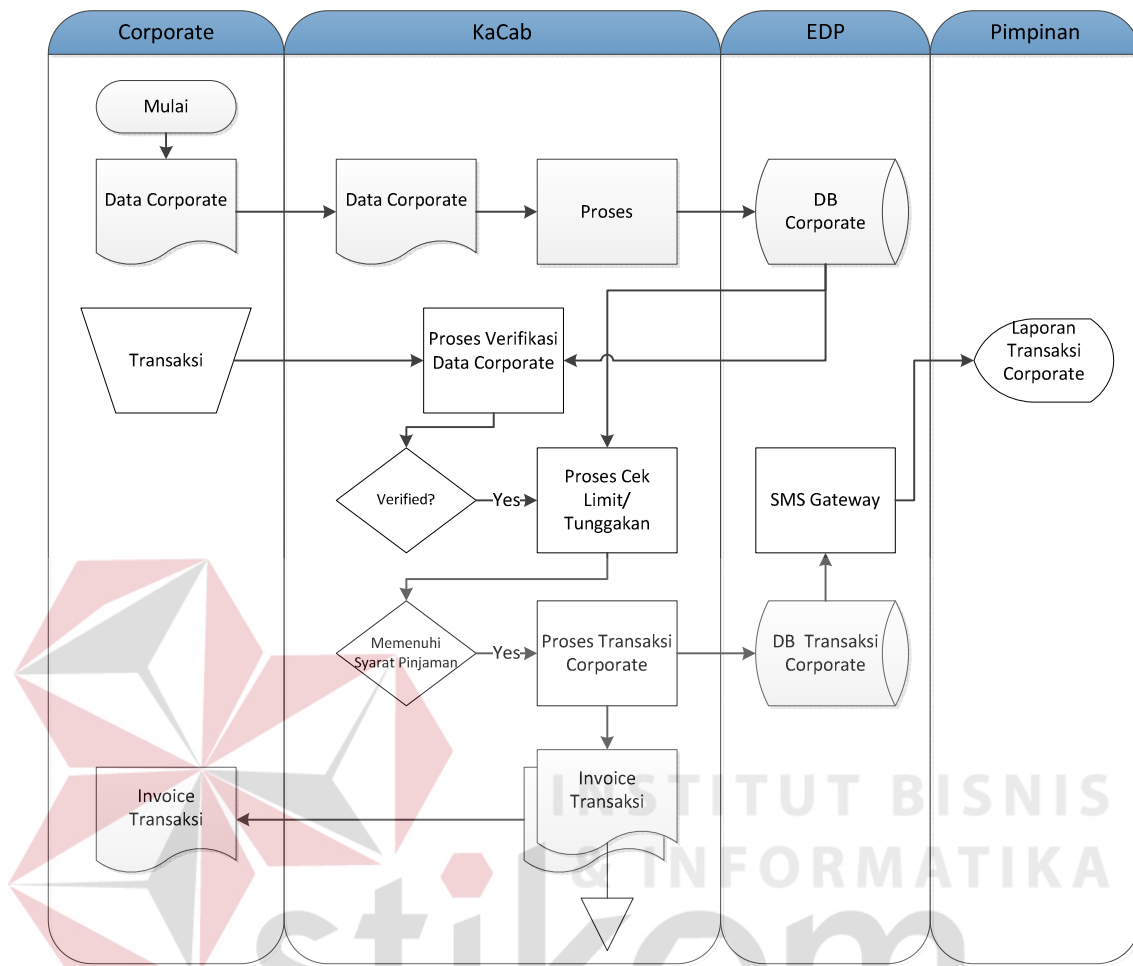 Corporate
KaCab
EDP
Pimpinan
Mulai
Data Corporate
Data Corporate
Proses
DB
Corporate
Transaksi
Proses Verifikasi
Data Corporate
Laporan
Transaksi
Corporate
Verified?
Yes
Proses Cek
Limit/
Tunggakan
SMS Gateway
Memenuhi
Syarat Pinjaman
Yes
Proses Transaksi
Corporate
DB Transaksi
Corporate
Invoice
Transaksi
Invoice
Transaksi
INSTITUT BISNIS
& INFORMATIKA
stikom